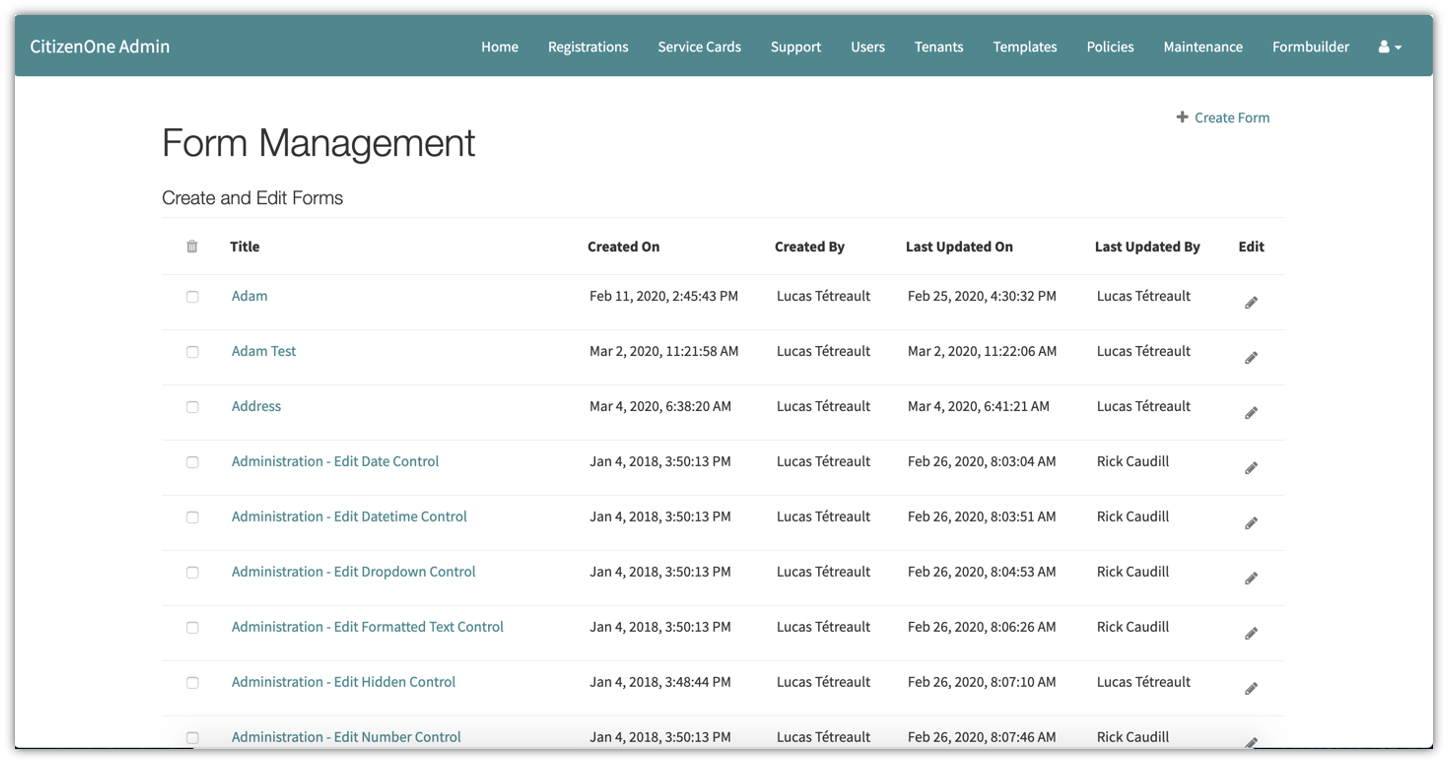 CitizenOne Admin Home Registrations Service Cards Support Users Tenants Templates Policies Maintenance Formbuilder
Create Form
Form Management
Create and Edit Forms
Title Created On Created By Last Updated On Last Updated By Edit
Adam Feb 11, 2020, 2:45:43 PM Lucas Tétreault Feb 25, 2020, 4:30:32 PM Lucas Tétreault
Adam Test Mar 2, 2020, 11:21:58 AM Lucas Tétreault Mar 2, 2020, 11:22:06 AM Lucas Tétreault
Address Mar 4, 2020, 6:38:20 AM Lucas Tétreault Mar 4, 2020, 6:41:21 AM Lucas Tétreault
Administration - Edit Date Control Jan 4, 2018, 3:50:13 PM Lucas Tétreault Feb 26, 2020, 8:03:04 AM Rick Caudill
Administration - Edit Datetime Control Jan 4, 2018, 3:50:13 PM Lucas Tétreault Feb 26, 2020, 8:03:51 AM Rick Caudill
Administration - Edit Dropdown Control Jan 4, 2018, 3:50:13 PM Lucas Tétreault Feb 26, 2020, 8:04:53 AM Rick Caudill
Administration - Edit Formatted Text Control Jan 4, 2018, 3:50:13 PM Lucas Tétreault Feb 26, 2020, 8:06:26 AM Rick Caudill
Administration - Edit Hidden Control Jan 4, 2018, 3:48:44 PM Lucas Tétreault Feb 26, 2020, 8:07:10 AM Lucas Tétreault
Administration - Edit Number Control Jan 4, 2018, 3:50:13 PM Lucas Tétreault Feb 26, 2020, 8:07:46 AM Rick Caudill